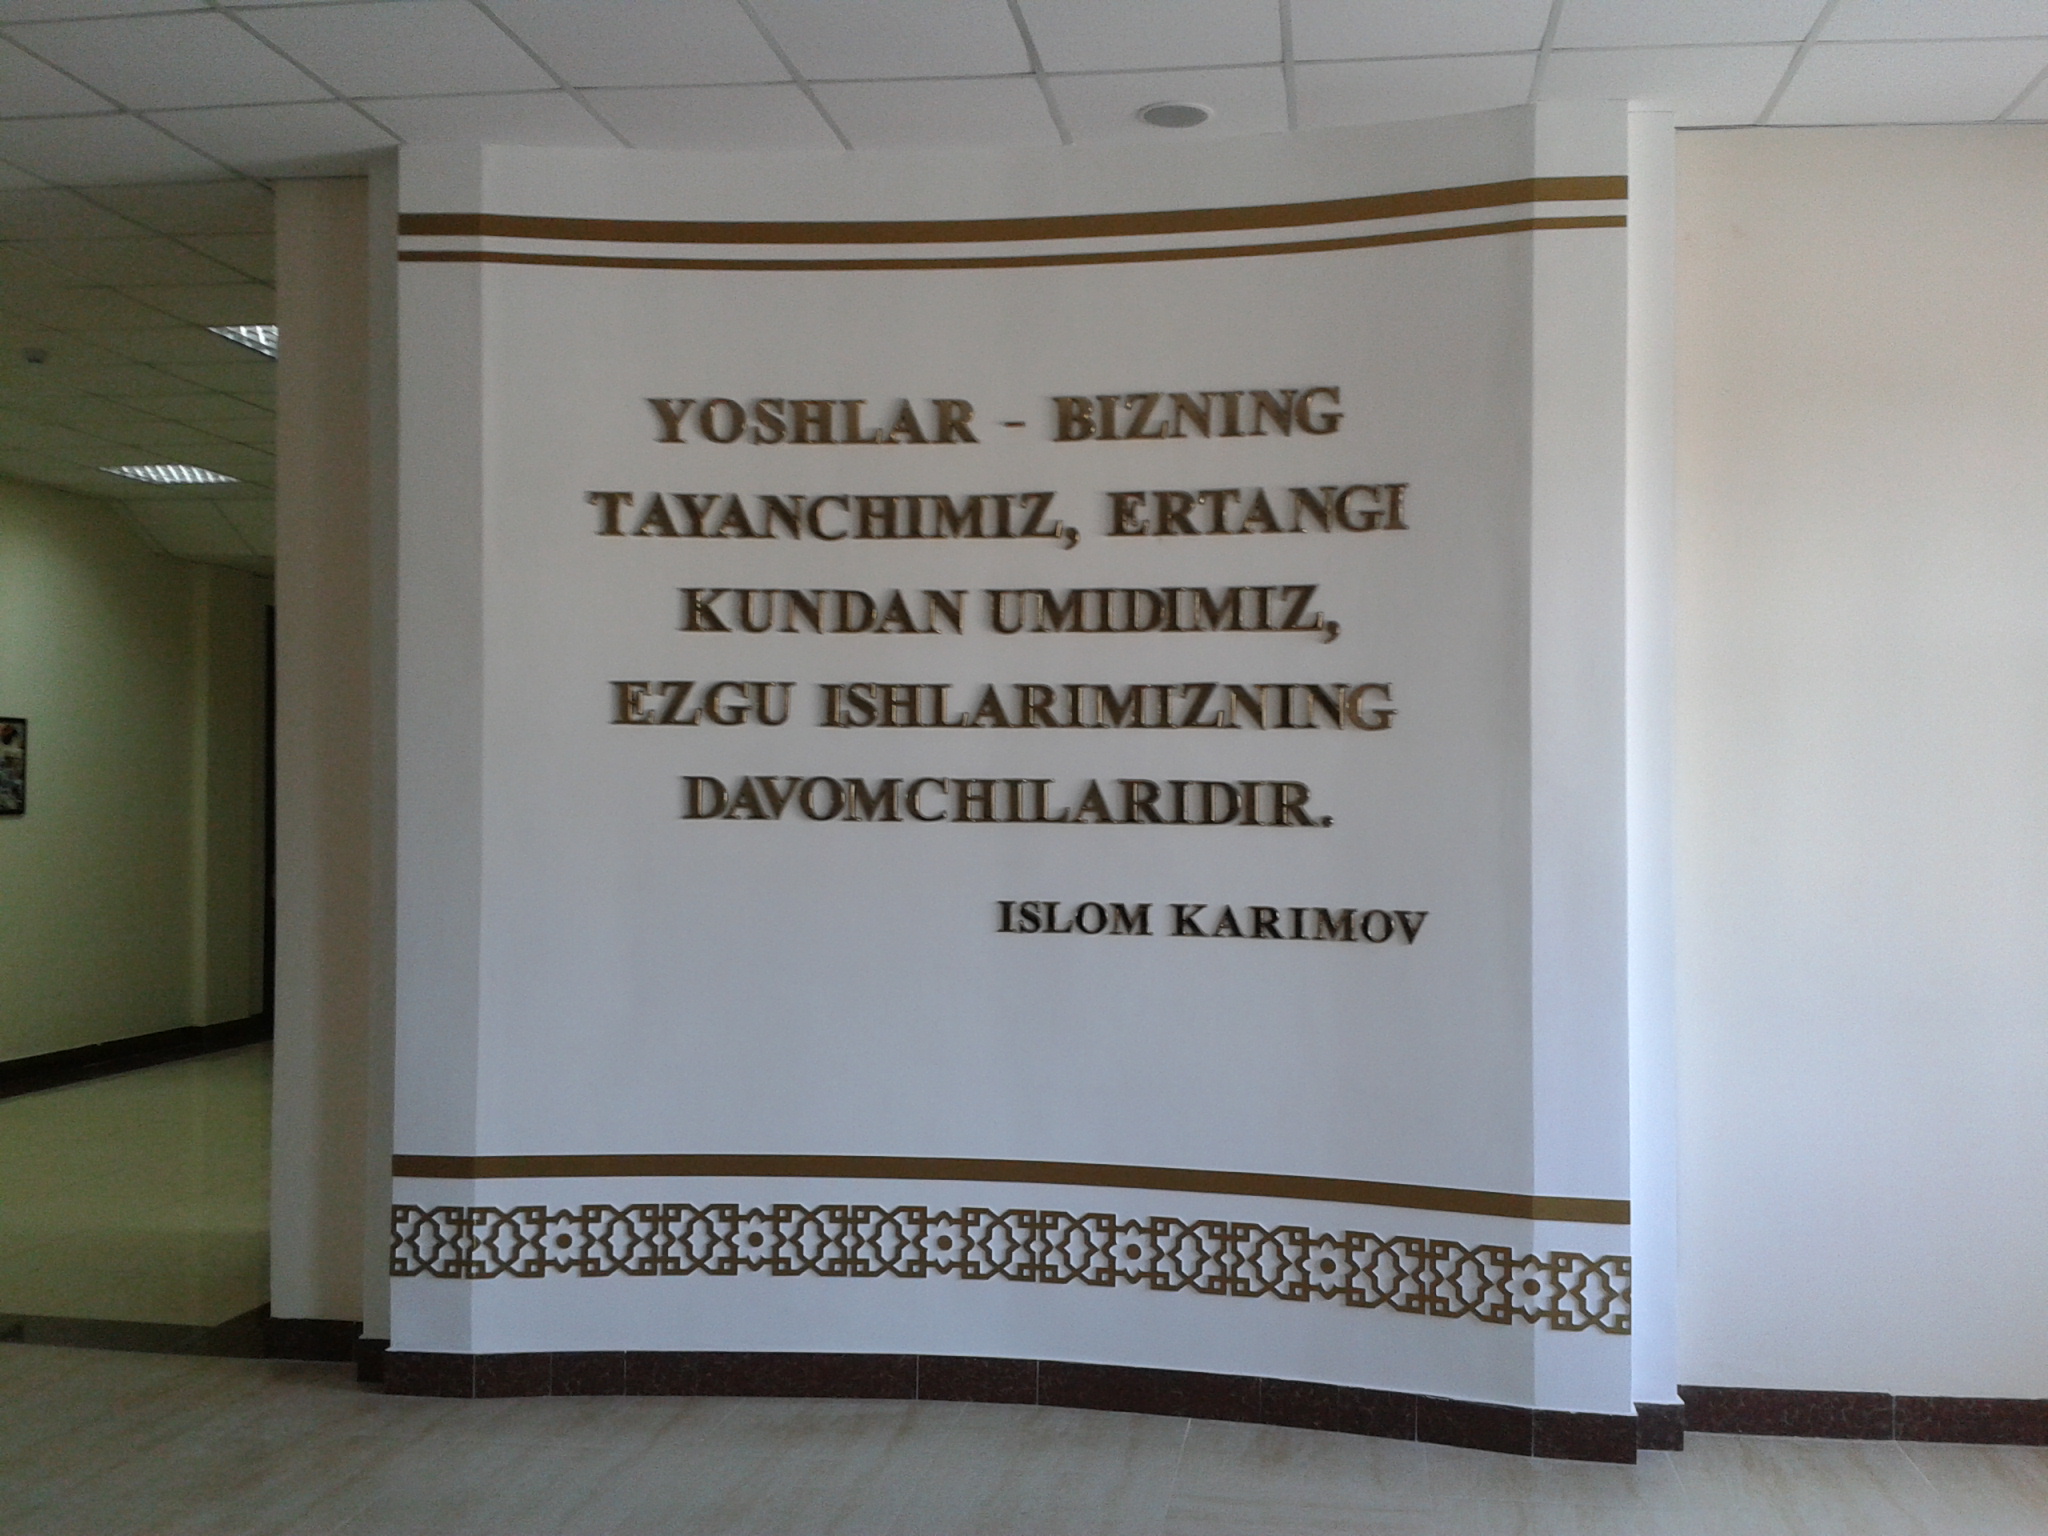 YOSHLAR - BIZNING
TAYANCHIMIZ, ERTANGI
KUNDAN UMIDIMIZ,
EZGU ISHLARIMIZNING
DAVOMCHILARIDIR.
ISLOM KARIMOV